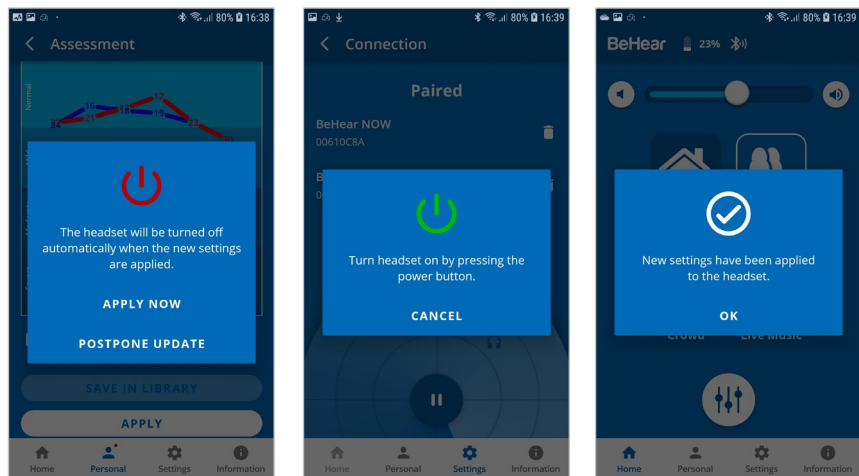 80% 16:38
Assessment
Normal
16
12
21
18
19
23
24
The headset will be turned off
automatically when the new settings
are applied.
APPLY NOW
POSTPONE UPDATE
SAVE IN LIBRARY
APPLY
Home Personal Settings Information
80% 16:39
Connection
Paired
BeHear NOW
00610C8A
B
Turn headset on by pressing the
power button.
CANCEL
Home Personal Settings Information
80% 16:39
BeHear 23%
New settings have been applied
to the headset.
OK
Crowd Live Music
Home Personal Settings Information